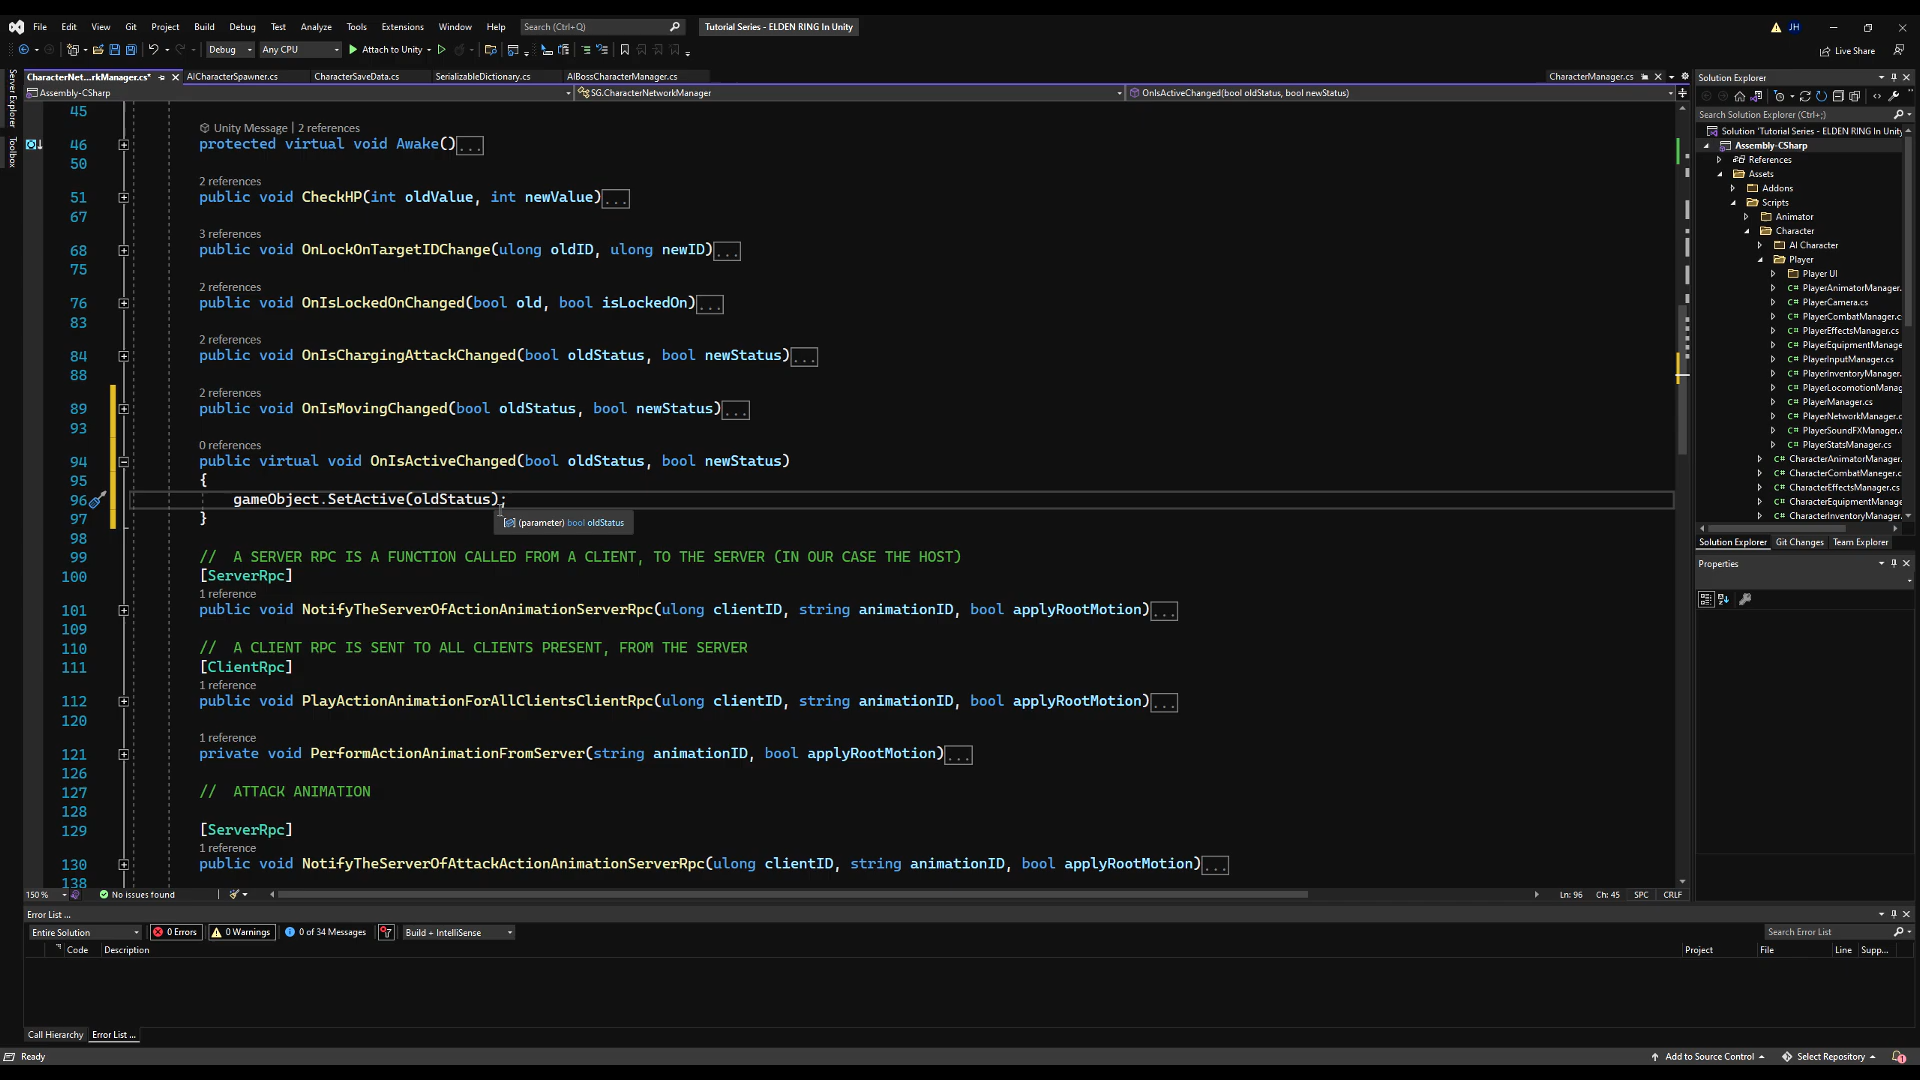 File Edit View Git Project Build Debug Test Analyze Tools Extensions Window Help Search (Ctrl+Q) Tutorial Series - ELDEN RING In Unity JH
Debug Any CPU Attach to Unity Live Share
CharacterNet...rkManager.cs* AICharacterSpawner.cs CharacterSaveData.cs SerializableDictionary.cs AIBossCharacterManager.cs CharacterManager.cs
Assembly-CSharp SG.CharacterNetworkManager OnIsActiveChanged(bool oldStatus, bool newStatus)
Server Explorer
Toolbox
45
Unity Message | 2 references
46 protected virtual void Awake()...
50
2 references
51 public void CheckHP(int oldValue, int newValue)...
67
3 references
68 public void OnLockOnTargetIDChange(ulong oldID, ulong newID)...
75
2 references
76 public void OnIsLockedOnChanged(bool old, bool isLockedOn)...
83
2 references
84 public void OnIsChargingAttackChanged(bool oldStatus, bool newStatus)...
88
2 references
89 public void OnIsMovingChanged(bool oldStatus, bool newStatus)...
93
0 references
94 public virtual void OnIsActiveChanged(bool oldStatus, bool newStatus)
95 {
96 gameObject.SetActive(oldStatus);
97 }
(parameter) bool oldStatus
98
99 // A SERVER RPC IS A FUNCTION CALLED FROM A CLIENT, TO THE SERVER (IN OUR CASE THE HOST)
100 [ServerRpc]
1 reference
101 public void NotifyTheServerOfActionAnimationServerRpc(ulong clientID, string animationID, bool applyRootMotion)...
109
110 // A CLIENT RPC IS SENT TO ALL CLIENTS PRESENT, FROM THE SERVER
111 [ClientRpc]
1 reference
112 public void PlayActionAnimationForAllClientsClientRpc(ulong clientID, string animationID, bool applyRootMotion)...
120
1 reference
121 private void PerformActionAnimationFromServer(string animationID, bool applyRootMotion)...
126
127 // ATTACK ANIMATION
128
129 [ServerRpc]
1 reference
130 public void NotifyTheServerOfAttackActionAnimationServerRpc(ulong clientID, string animationID, bool applyRootMotion)...
138
150 % No issues found Ln: 96 Ch: 45 SPC CRLF
Solution Explorer
Search Solution Explorer (Ctrl+;)
Solution 'Tutorial Series - ELDEN RING In Unity
Assembly-CSharp
References
Assets
Addons
Scripts
Animator
Character
AI Character
Player
Player UI
PlayerAnimatorManager.
PlayerCamera.cs
PlayerCombatManager.c
PlayerEffectsManager.cs
PlayerEquipmentManage
PlayerInputManager.cs
PlayerInventoryManager.
PlayerLocomotionManag
PlayerManager.cs
PlayerNetworkManager.c
PlayerSoundFXManager.c
PlayerStatsManager.cs
CharacterAnimatorManager.c
CharacterCombatManeger.cs
CharacterEffectsManager.cs
CharacterEquipmentManage
CharacterInventoryManager.
Solution Explorer Git Changes Team Explorer
Properties
Error List ...
Entire Solution 0 Errors 0 Warnings 0 of 34 Messages Build + IntelliSense Search Error List
Code Description Project File Line Supp...
Call Hierarchy Error List ...
Ready Add to Source Control Select Repository